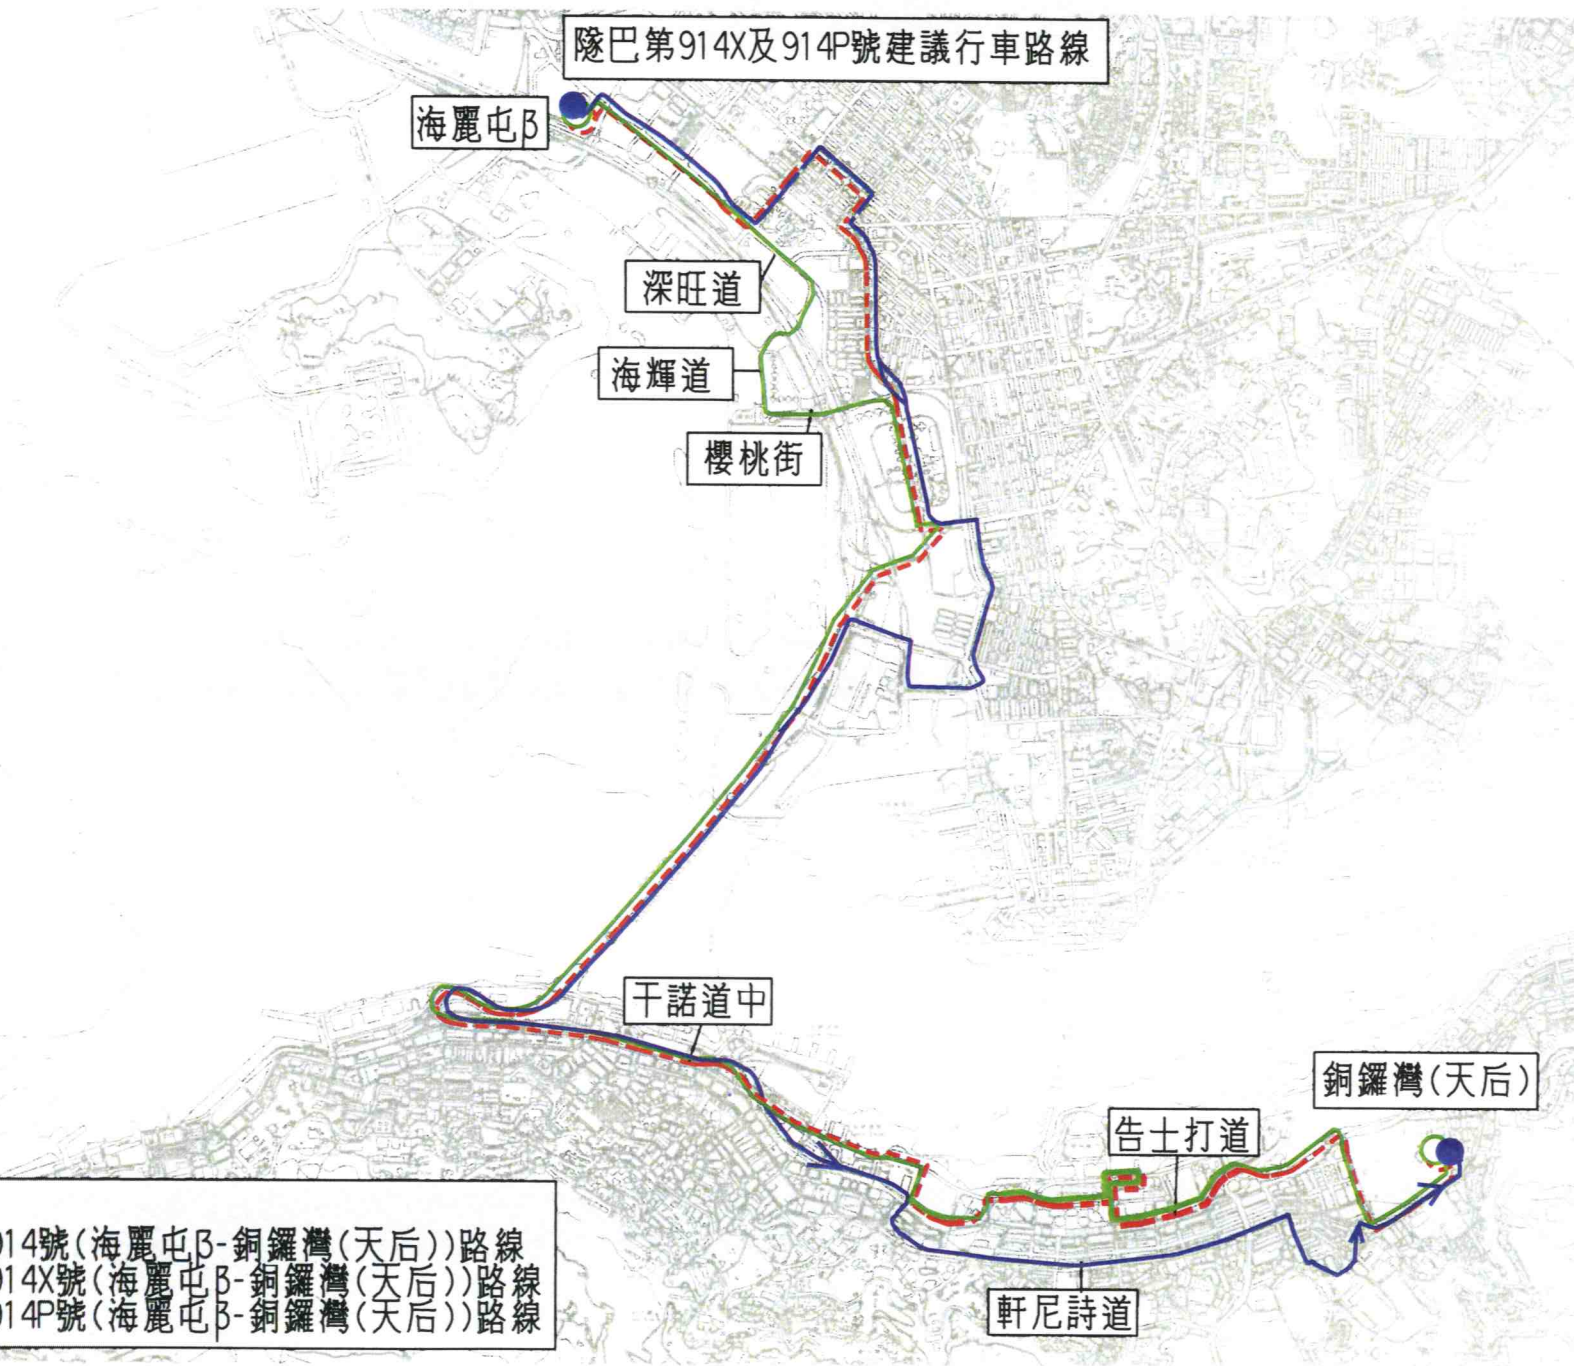 隧巴第914X及914P號建議行車路線
海麗屯β
深旺道
海輝道
櫻桃街
干諾道中
銅鑼灣(天后)
告士打道
軒尼詩道
914號(海麗屯β-銅鑼灣(天后))路線
914X號(海麗屯β-銅鑼灣(天后))路線
914P號(海麗屯β-銅鑼灣(天后))路線